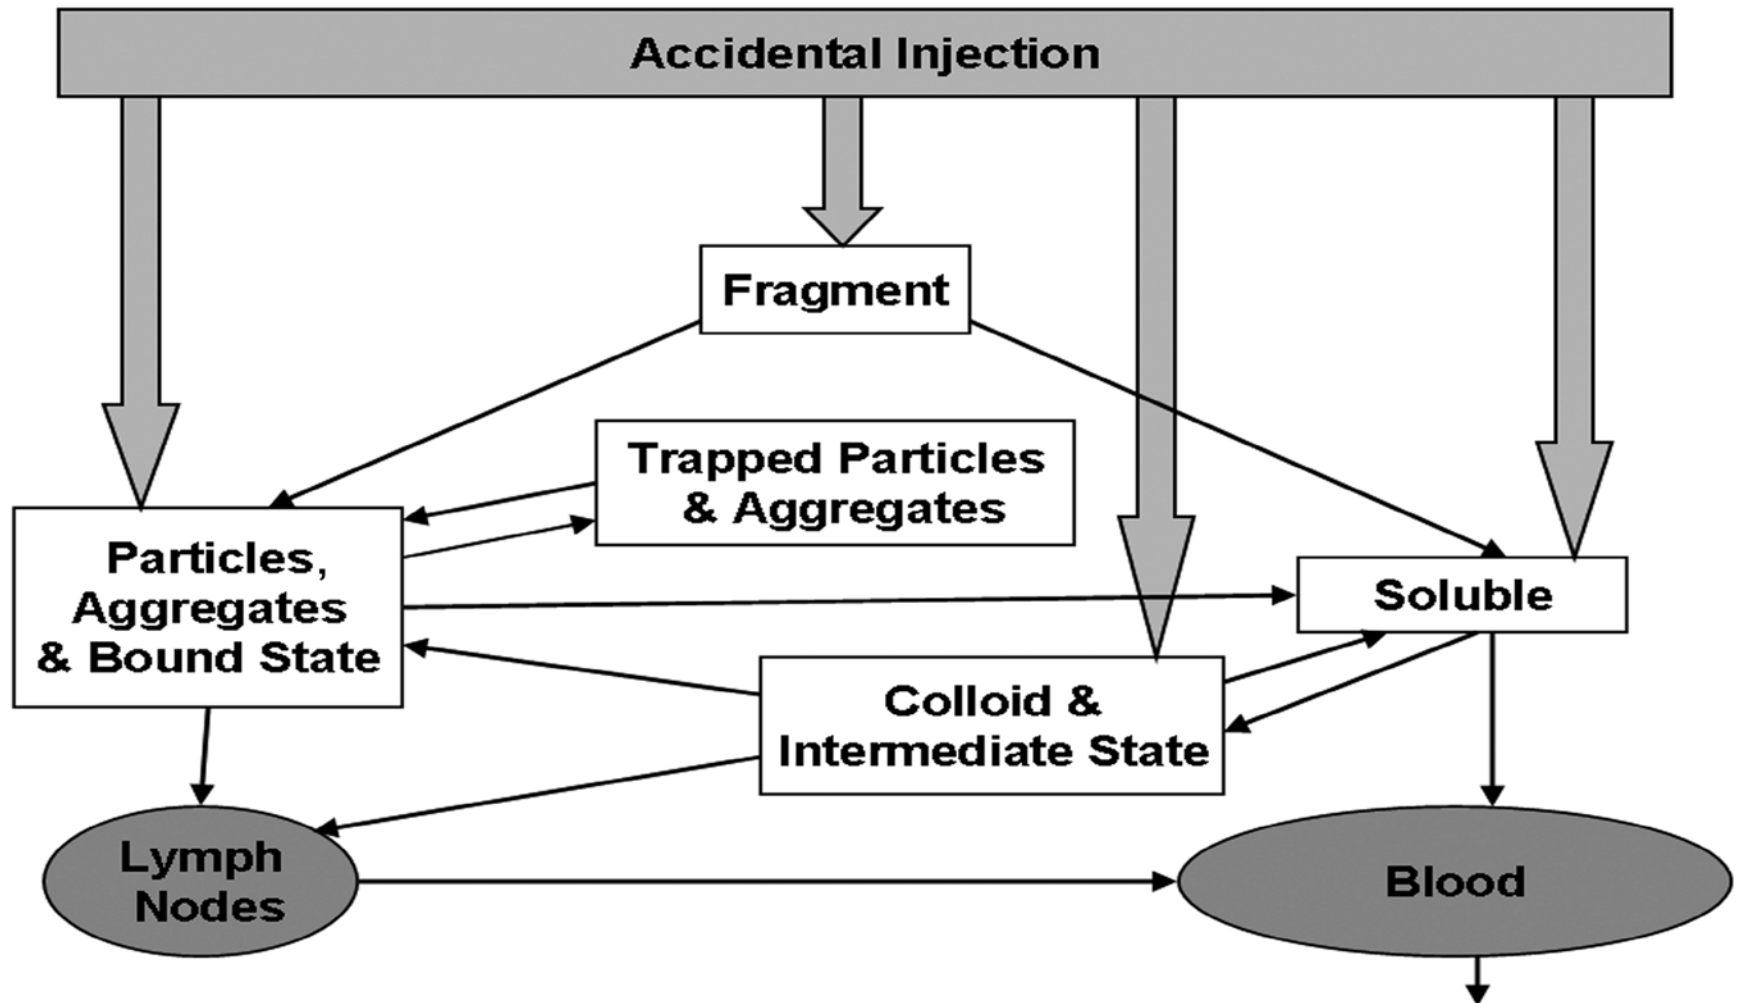 Accidental Injection
Fragment
Trapped Particles
& Aggregates
Particles,
Aggregates
& Bound State
Soluble
Colloid &
Intermediate State
Lymph
Nodes
Blood